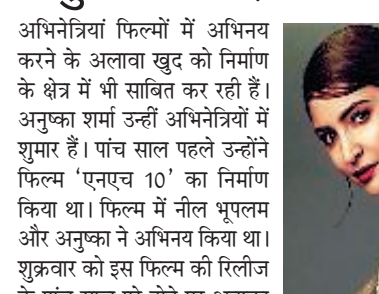 अभिनेत्रियां फिल्मों में अभिनय
करने के अलावा खुद को निर्माण
के क्षेत्र में भी साबित कर रही हैं।
अनुष्का शर्मा उन्हीं अभिनेत्रियों में
शुमार हैं। पांच साल पहले उन्होंने
फिल्म ‘एनएच 10’ का निर्माण
किया था। फिल्म में नील भूपलम
और अनुष्का ने अभिनय किया था।
शुक्रवार को इस फिल्म की रिलीज